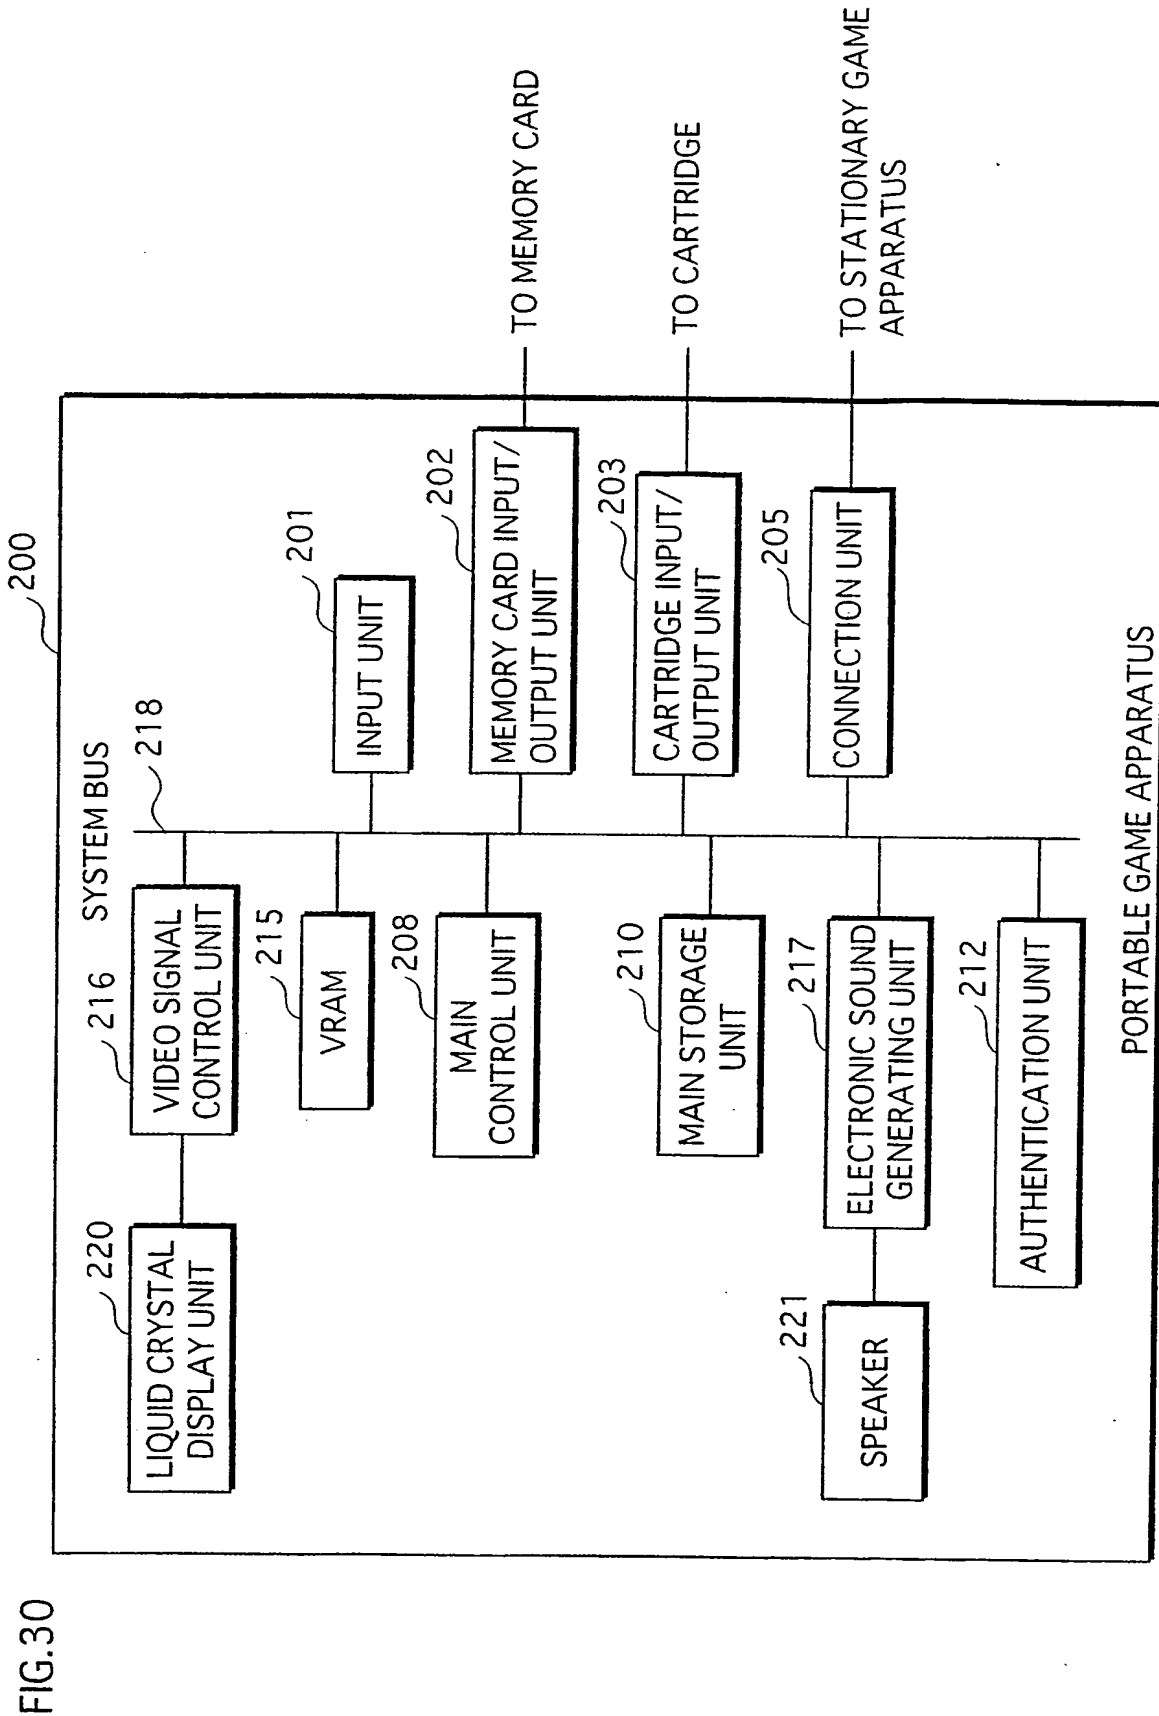 FIG.30
200
SYSTEM BUS
218
220
LIQUID CRYSTAL
DISPLAY UNIT
216
VIDEO SIGNAL
CONTROL UNIT
215
VRAM
201
INPUT UNIT
208
MAIN
CONTROL UNIT
202
MEMORY CARD INPUT/
OUTPUT UNIT
TO MEMORY CARD
210
MAIN STORAGE
UNIT
203
CARTRIDGE INPUT/
OUTPUT UNIT
TO CARTRIDGE
221
SPEAKER
217
ELECTRONIC SOUND
GENERATING UNIT
205
CONNECTION UNIT
TO STATIONARY GAME
APPARATUS
212
AUTHENTICATION UNIT
PORTABLE GAME APPARATUS